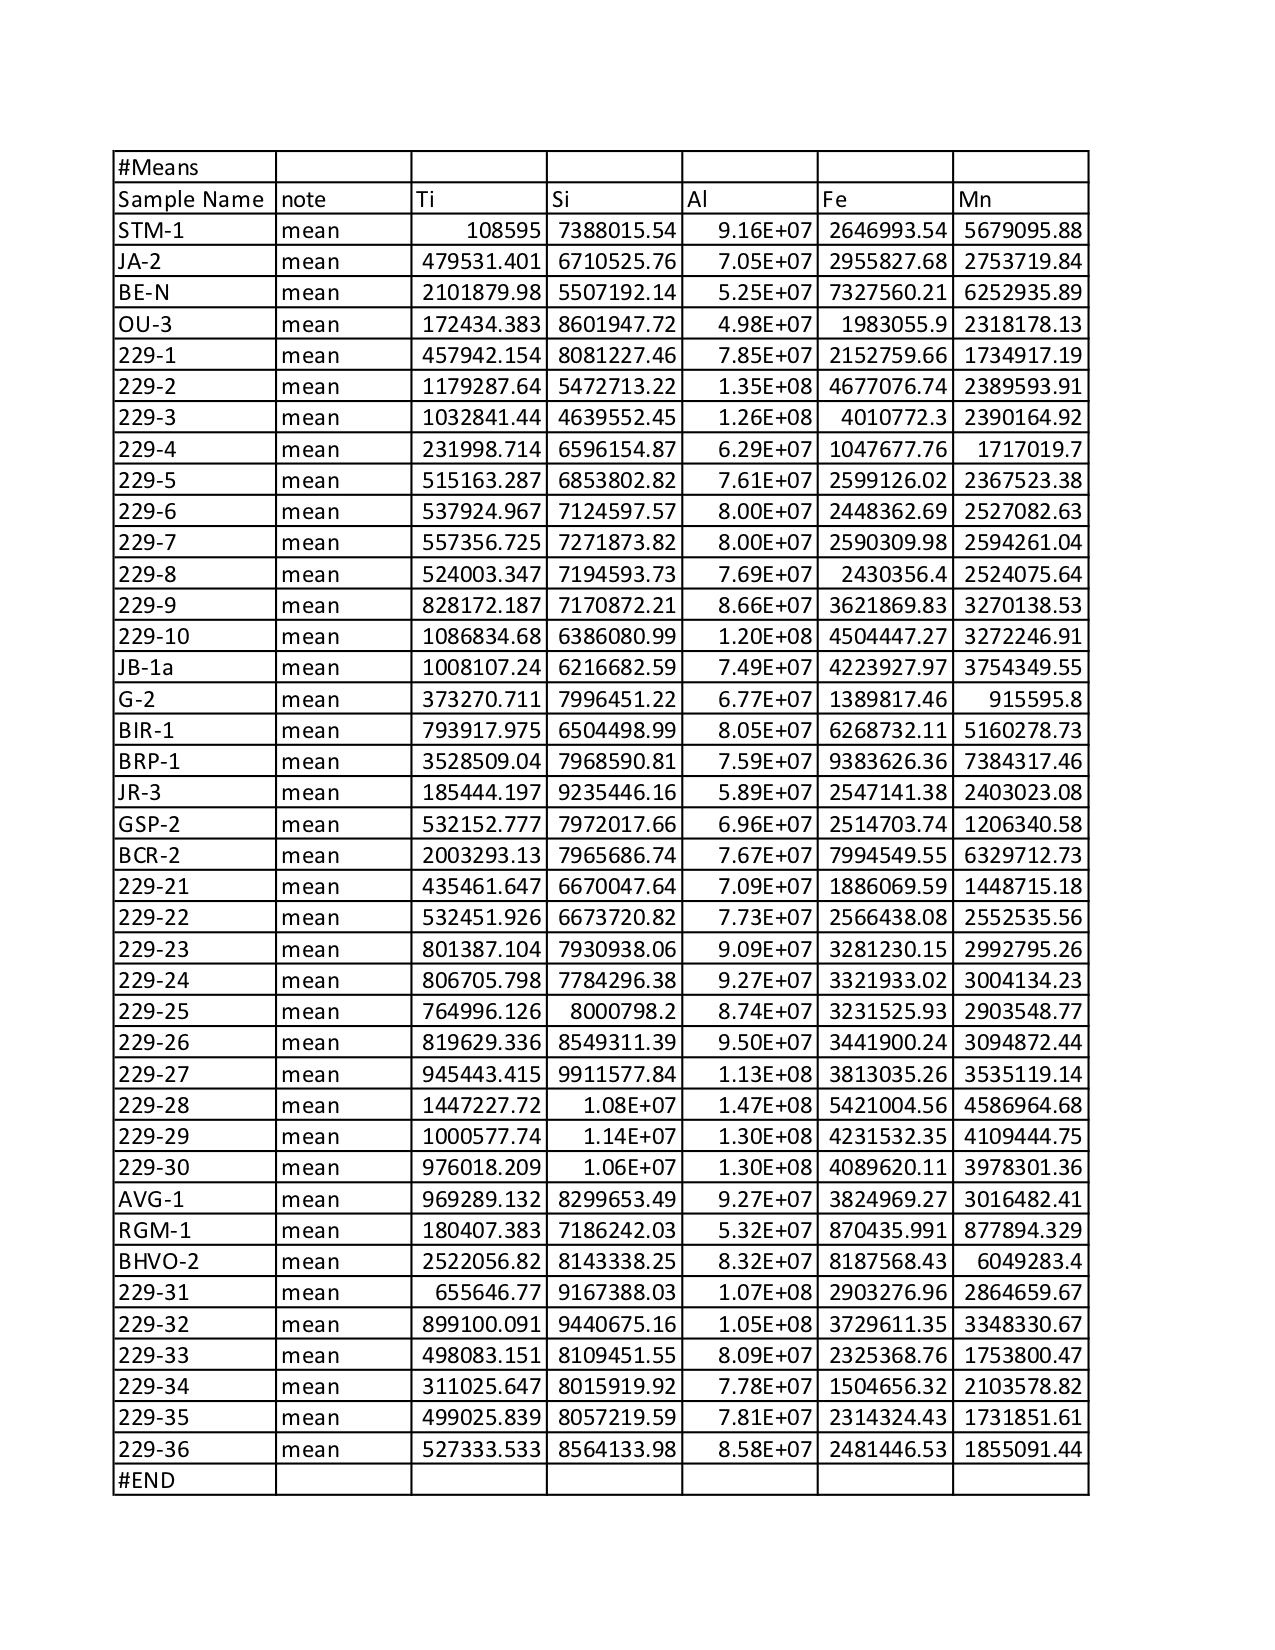 #Means
Sample Name note Ti Si Al Fe Mn
STM-1 mean 108595 7388015.54 9.16E+07 2646993.54 5679095.88
JA-2 mean 479531.401 6710525.76 7.05E+07 2955827.68 2753719.84
BE-N mean 2101879.98 5507192.14 5.25E+07 7327560.21 6252935.89
OU-3 mean 172434.383 8601947.72 4.98E+07 1983055.9 2318178.13
229-1 mean 457942.154 8081227.46 7.85E+07 2152759.66 1734917.19
229-2 mean 1179287.64 5472713.22 1.35E+08 4677076.74 2389593.91
229-3 mean 1032841.44 4639552.45 1.26E+08 4010772.3 2390164.92
229-4 mean 231998.714 6596154.87 6.29E+07 1047677.76 1717019.7
229-5 mean 515163.287 6853802.82 7.61E+07 2599126.02 2367523.38
229-6 mean 537924.967 7124597.57 8.00E+07 2448362.69 2527082.63
229-7 mean 557356.725 7271873.82 8.00E+07 2590309.98 2594261.04
229-8 mean 524003.347 7194593.73 7.69E+07 2430356.4 2524075.64
229-9 mean 828172.187 7170872.21 8.66E+07 3621869.83 3270138.53
229-10 mean 1086834.68 6386080.99 1.20E+08 4504447.27 3272246.91
JB-1a mean 1008107.24 6216682.59 7.49E+07 4223927.97 3754349.55
G-2 mean 373270.711 7996451.22 6.77E+07 1389817.46 915595.8
BIR-1 mean 793917.975 6504498.99 8.05E+07 6268732.11 5160278.73
BRP-1 mean 3528509.04 7968590.81 7.59E+07 9383626.36 7384317.46
JR-3 mean 185444.197 9235446.16 5.89E+07 2547141.38 2403023.08
GSP-2 mean 532152.777 7972017.66 6.96E+07 2514703.74 1206340.58
BCR-2 mean 2003293.13 7965686.74 7.67E+07 7994549.55 6329712.73
229-21 mean 435461.647 6670047.64 7.09E+07 1886069.59 1448715.18
229-22 mean 532451.926 6673720.82 7.73E+07 2566438.08 2552535.56
229-23 mean 801387.104 7930938.06 9.09E+07 3281230.15 2992795.26
229-24 mean 806705.798 7784296.38 9.27E+07 3321933.02 3004134.23
229-25 mean 764996.126 8000798.2 8.74E+07 3231525.93 2903548.77
229-26 mean 819629.336 8549311.39 9.50E+07 3441900.24 3094872.44
229-27 mean 945443.415 9911577.84 1.13E+08 3813035.26 3535119.14
229-28 mean 1447227.72 1.08E+07 1.47E+08 5421004.56 4586964.68
229-29 mean 1000577.74 1.14E+07 1.30E+08 4231532.35 4109444.75
229-30 mean 976018.209 1.06E+07 1.30E+08 4089620.11 3978301.36
AVG-1 mean 969289.132 8299653.49 9.27E+07 3824969.27 3016482.41
RGM-1 mean 180407.383 7186242.03 5.32E+07 870435.991 877894.329
BHVO-2 mean 2522056.82 8143338.25 8.32E+07 8187568.43 6049283.4
229-31 mean 655646.77 9167388.03 1.07E+08 2903276.96 2864659.67
229-32 mean 899100.091 9440675.16 1.05E+08 3729611.35 3348330.67
229-33 mean 498083.151 8109451.55 8.09E+07 2325368.76 1753800.47
229-34 mean 311025.647 8015919.92 7.78E+07 1504656.32 2103578.82
229-35 mean 499025.839 8057219.59 7.81E+07 2314324.43 1731851.61
229-36 mean 527333.533 8564133.98 8.58E+07 2481446.53 1855091.44
#END